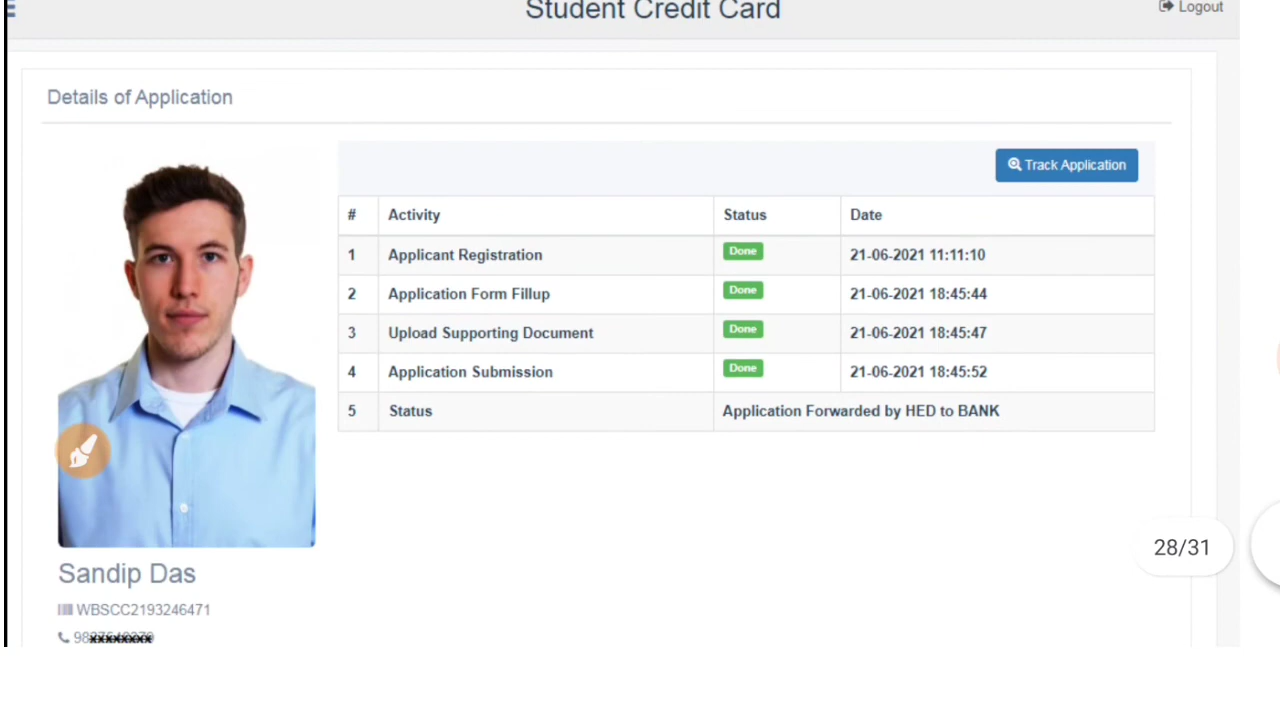 Student Credit Card
Logout
Details of Application
Track Application
# Activity Status Date
1 Applicant Registration Done 21-06-2021 11:11:10
2 Application Form Fillup Done 21-06-2021 18:45:44
3 Upload Supporting Document Done 21-06-2021 18:45:47
4 Application Submission Done 21-06-2021 18:45:52
5 Status Application Forwarded by HED to BANK
28/31
Sandip Das
WBSCC2193246471
98